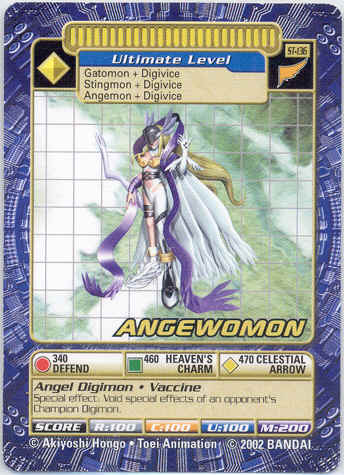 Ultimate Level
ST-136
Gatomon + Digivice
Stingmon + Digivice
Angemon + Digivice
ANGEWOMON
340 DEFEND
460 HEAVEN'S CHARM
470 CELESTIAL ARROW
Angel Digimon • Vaccine
Special effect: Void special effects of an opponent's
Champion Digimon.
SCORE R:100 C:100 U:100 M:200
© Akiyoshi Hongo • Toei Animation © 2002 BANDAI